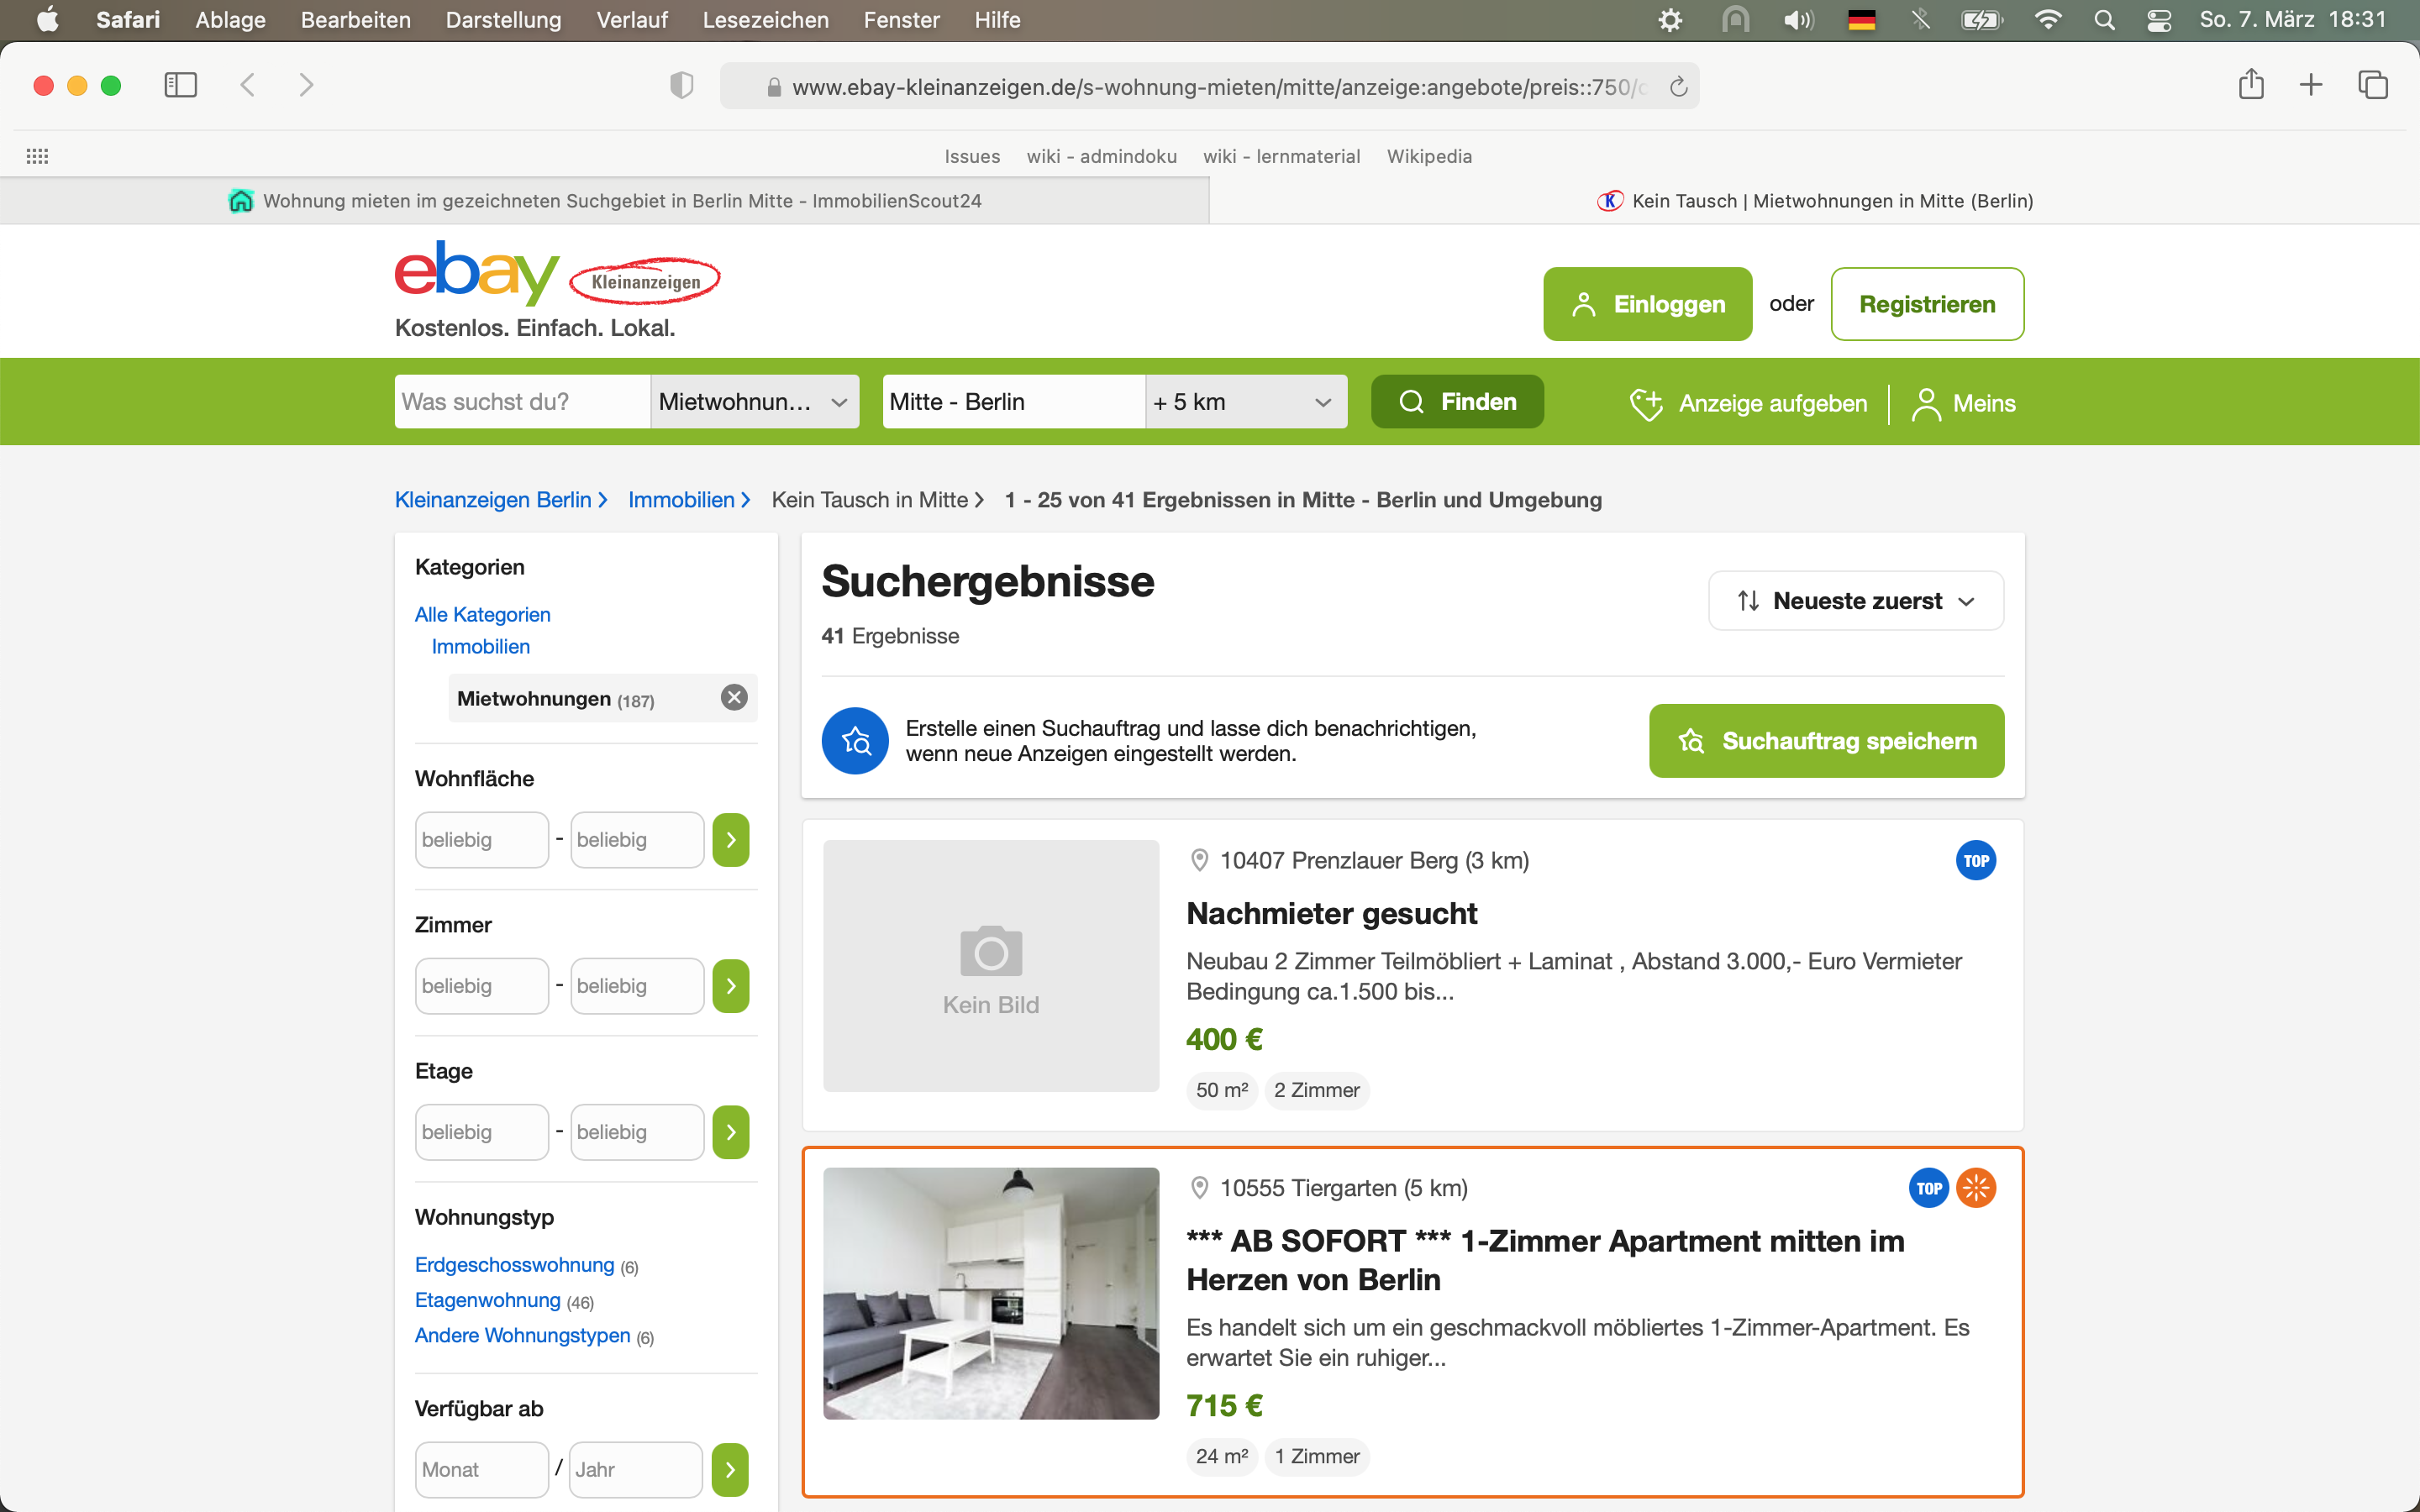 Safari Ablage Bearbeiten Darstellung Verlauf Lesezeichen Fenster Hilfe So. 7. März 18:31
www.ebay-kleinanzeigen.de/s-wohnung-mieten/mitte/anzeige:angebote/preis::750/
Issues wiki - admindoku wiki - lernmaterial Wikipedia
Wohnung mieten im gezeichneten Suchgebiet in Berlin Mitte - ImmobilienScout24
K Kein Tausch | Mietwohnungen in Mitte (Berlin)
ebay Kleinanzeigen
Kostenlos. Einfach. Lokal.
Einloggen oder Registrieren
Was suchst du? Mietwohnun... Mitte - Berlin + 5 km Finden Anzeige aufgeben Meins
Kleinanzeigen Berlin Immobilien Kein Tausch in Mitte 1 - 25 von 41 Ergebnissen in Mitte - Berlin und Umgebung
Kategorien
Alle Kategorien
Immobilien
Mietwohnungen (187)
Wohnfläche
beliebig - beliebig
Zimmer
beliebig - beliebig
Etage
beliebig - beliebig
Wohnungstyp
Erdgeschosswohnung (6)
Etagenwohnung (46)
Andere Wohnungstypen (6)
Verfügbar ab
Monat / Jahr
Suchergebnisse
41 Ergebnisse
Neueste zuerst
Erstelle einen Suchauftrag und lasse dich benachrichtigen,
wenn neue Anzeigen eingestellt werden.
Suchauftrag speichern
Kein Bild
10407 Prenzlauer Berg (3 km)
TOP
Nachmieter gesucht
Neubau 2 Zimmer Teilmöbliert + Laminat , Abstand 3.000,- Euro Vermieter
Bedingung ca.1.500 bis...
400 €
50 m² 2 Zimmer
10555 Tiergarten (5 km)
TOP
*** AB SOFORT *** 1-Zimmer Apartment mitten im
Herzen von Berlin
Es handelt sich um ein geschmackvoll möbliertes 1-Zimmer-Apartment. Es
erwartet Sie ein ruhiger...
715 €
24 m² 1 Zimmer